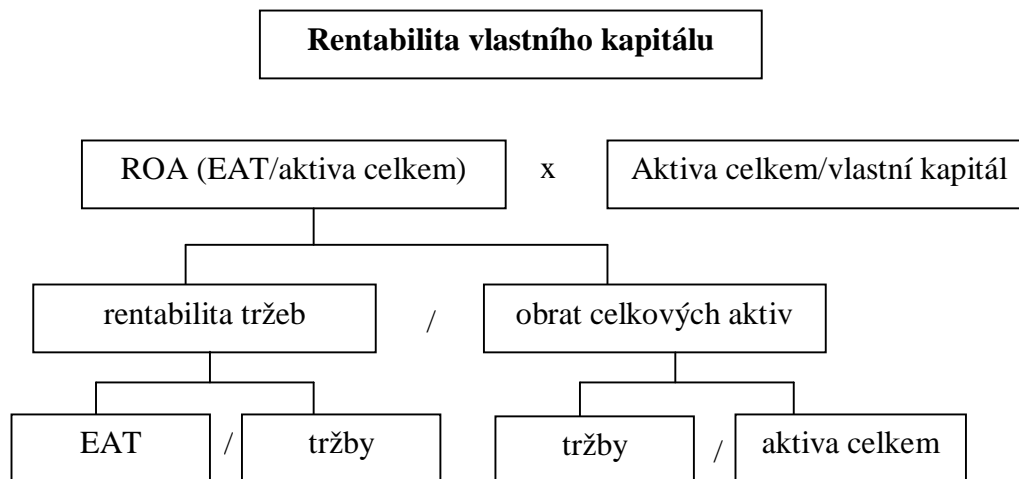 Rentabilita vlastního kapitálu
ROA (EAT/aktiva celkem) x Aktiva celkem/vlastní kapitál
rentabilita tržeb / obrat celkových aktiv
EAT / tržby tržby / aktiva celkem